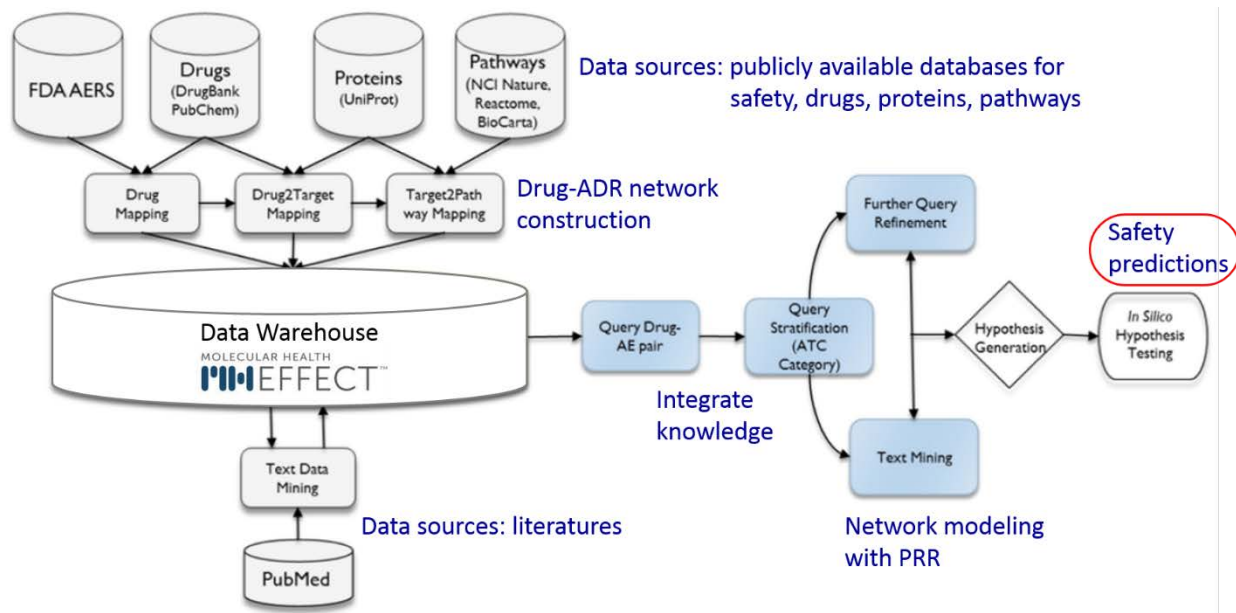 FDA AERS
Drugs
(DrugBank
PubChem)
Proteins
(UniProt)
Pathways
(NCI Nature,
Reactome,
BioCarta)
Data sources: publicly available databases for
safety, drugs, proteins, pathways
Drug
Mapping
Drug2Target
Mapping
Target2Path
way Mapping
Drug-ADR network
construction
Further Query
Refinement
Safety
predictions
Data Warehouse
MOLECULAR HEALTH
MH EFFECT™
Query Drug-
AE pair
Query
Stratification
(ATC
Category)
Hypothesis
Generation
In Silico
Hypothesis
Testing
Integrate
knowledge
Text Mining
Text Data
Mining
Data sources: literatures
Network modeling
with PRR
PubMed